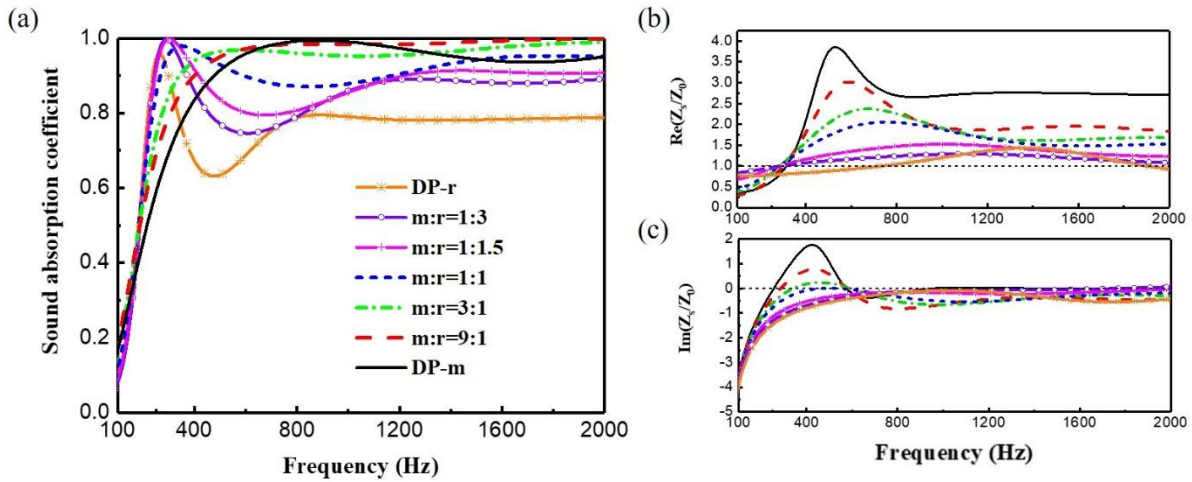 (a)
Sound absorption coefficient
1.0
0.8
0.6
0.4
0.2
0.0
DP-r
m:r=1:3
m:r=1:1.5
m:r=1:1
m:r=3:1
m:r=9:1
DP-m
100 400 800 1200 1600 2000
Frequency (Hz)
(b)
Re(Zs/Z0)
4.0
3.5
3.0
2.5
2.0
1.5
1.0
0.5
0.0
100 400 800 1200 1600 2000
(c)
Im(Zs/Z0)
2
1
0
-1
-2
-3
-4
-5
100 400 800 1200 1600 2000
Frequency (Hz)